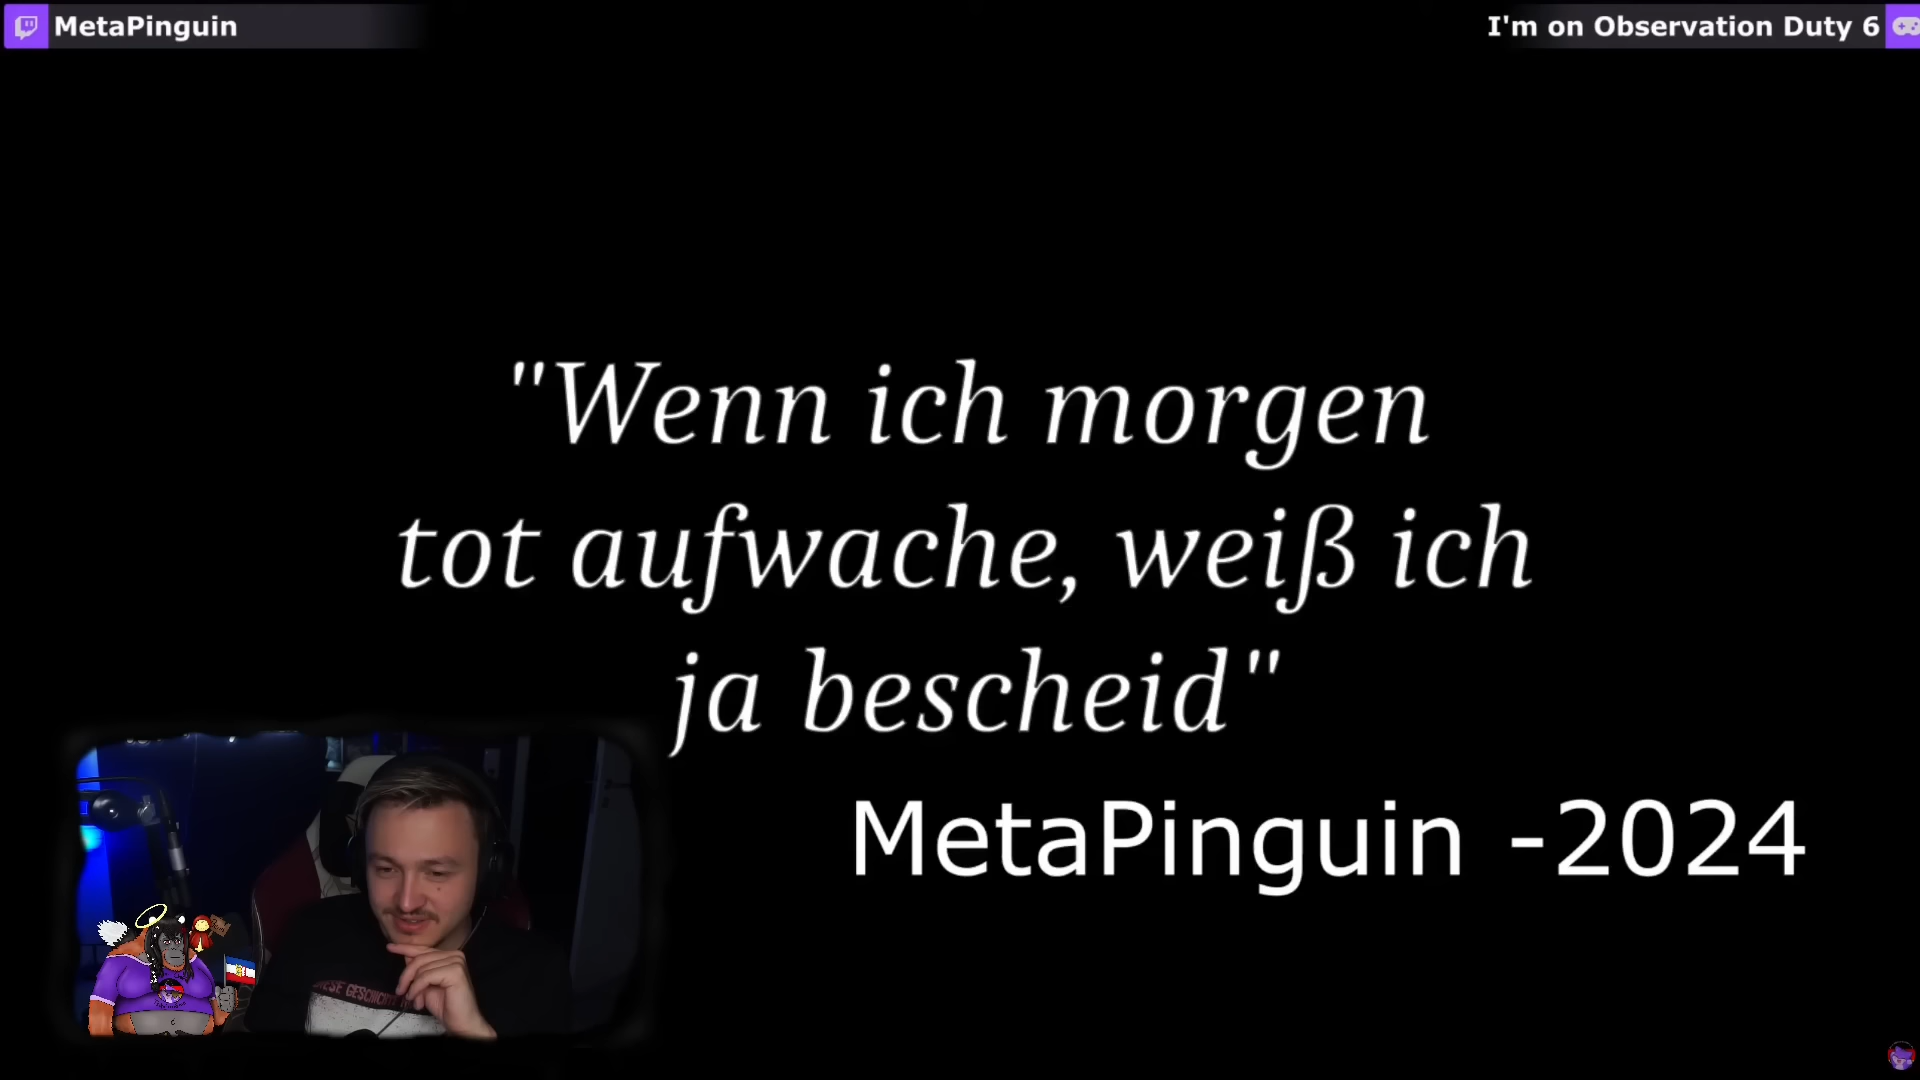 MetaPinguin
I'm on Observation Duty 6
"Wenn ich morgen
tot aufwache, weiß ich
ja bescheid"
MetaPinguin -2024